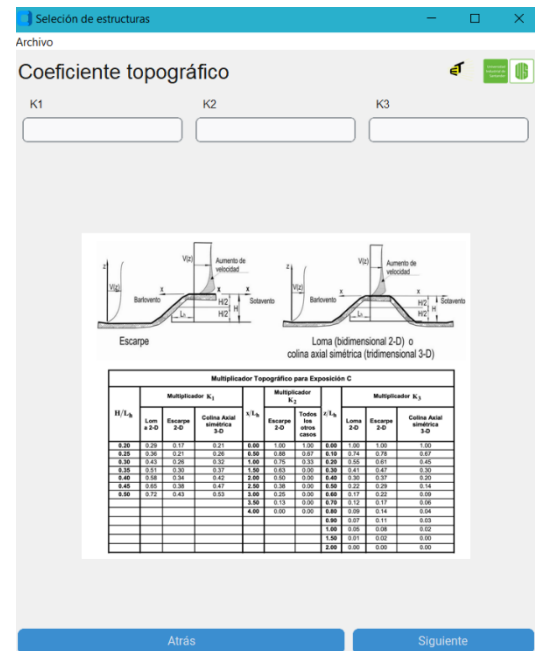 Seleción de estructuras
Archivo
Coeficiente topográfico
K1 K2 K3
V(z) Aumento de velocidad
z V(z) Barlovento x x Sotavento
Lh H/2 H/2 H
Escarpe
V(z) Aumento de velocidad
z V(z) Barlovento x x Sotavento
Lh H/2 H/2 H
Loma (bidimensional 2-D) o
colina axial simétrica (tridimensional 3-D)
Multiplicador Topográfico para Exposición C
H/Lh Multiplicador K1 x/Lh Multiplicador K2 z/Lh Multiplicador K3
Lom a 2-D Escarpe 2-D Colina Axial simétrica 3-D Escarpe 2-D Todos los otros casos Loma 2-D Escarpe 2-D Colina Axial simétrica 3-D
0.20 0.29 0.17 0.21 0.00 1.00 1.00 0.00 1.00 1.00 1.00
0.25 0.36 0.21 0.26 0.50 0.88 0.67 0.10 0.74 0.78 0.67
0.30 0.43 0.26 0.32 1.00 0.75 0.33 0.20 0.55 0.61 0.45
0.35 0.51 0.30 0.37 1.50 0.63 0.00 0.30 0.41 0.47 0.30
0.40 0.58 0.34 0.42 2.00 0.50 0.00 0.40 0.30 0.37 0.20
0.45 0.65 0.38 0.47 2.50 0.38 0.00 0.50 0.22 0.29 0.14
0.50 0.72 0.43 0.53 3.00 0.25 0.00 0.60 0.17 0.22 0.09
3.50 0.13 0.00 0.70 0.12 0.17 0.06
4.00 0.00 0.00 0.80 0.09 0.14 0.04
0.90 0.07 0.11 0.03
1.00 0.05 0.08 0.02
1.50 0.01 0.02 0.00
2.00 0.00 0.00 0.00
Atrás Siguiente